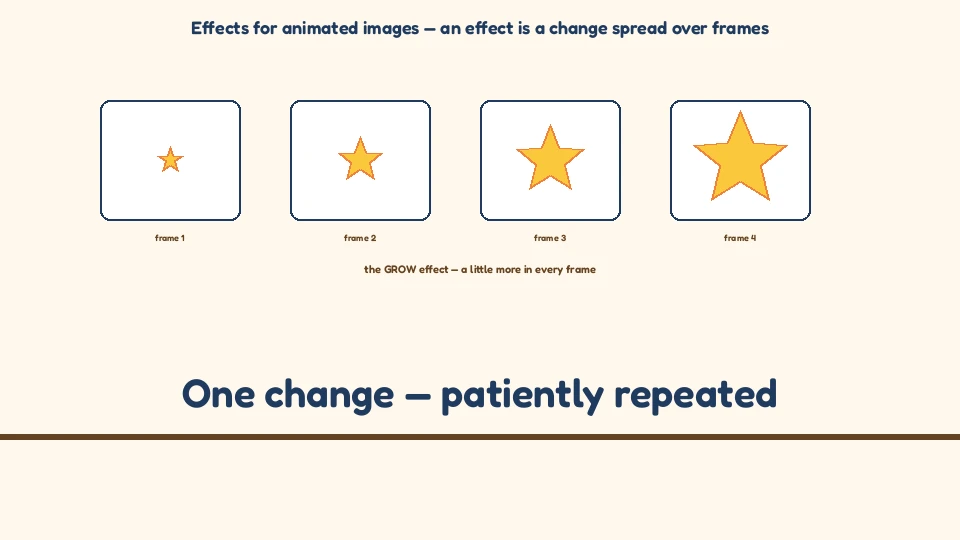 Effects for animated images — an effect is a change spread over frames
frame 1
frame 2
frame 3
frame 4
the GROW effect — a little more in every frame
One change — patiently repeated